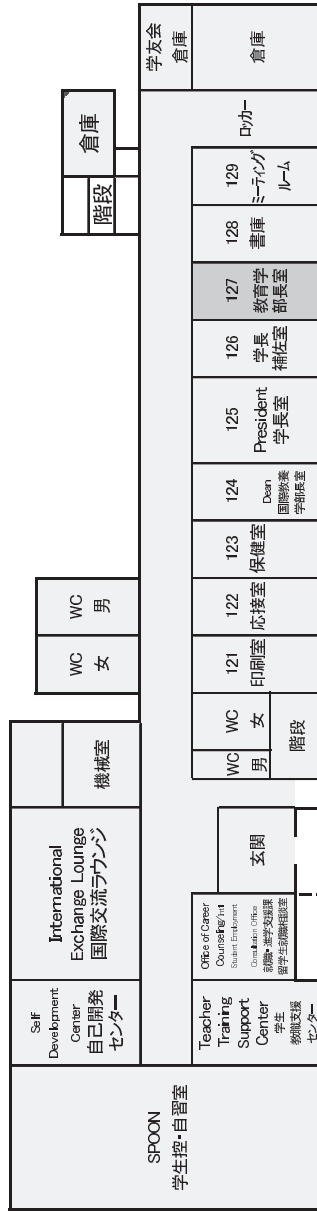 学友会
倉庫
倉庫
倉庫
階段
ロッカー
129
ミーティング
ルーム
128
書庫
127
教育学
部長室
126
学長
補佐室
125
President
学長室
124
Dean
国際教養
学部長室
123
保健室
122
応接室
121
印刷室
WC
男
WC
女
WC
女
WC
男
階段
機械室
玄関
International
Exchange Lounge
国際交流ラウンジ
Office of Career
Counseling/Int'l
Student Employment
Consultation Office
就職・進学支援課
留学生就職相談室
Self
Development
Center
自己開発
センター
Teacher
Training
Support
Center
学生
教職支援
センター
SPOON
学生控・自習室